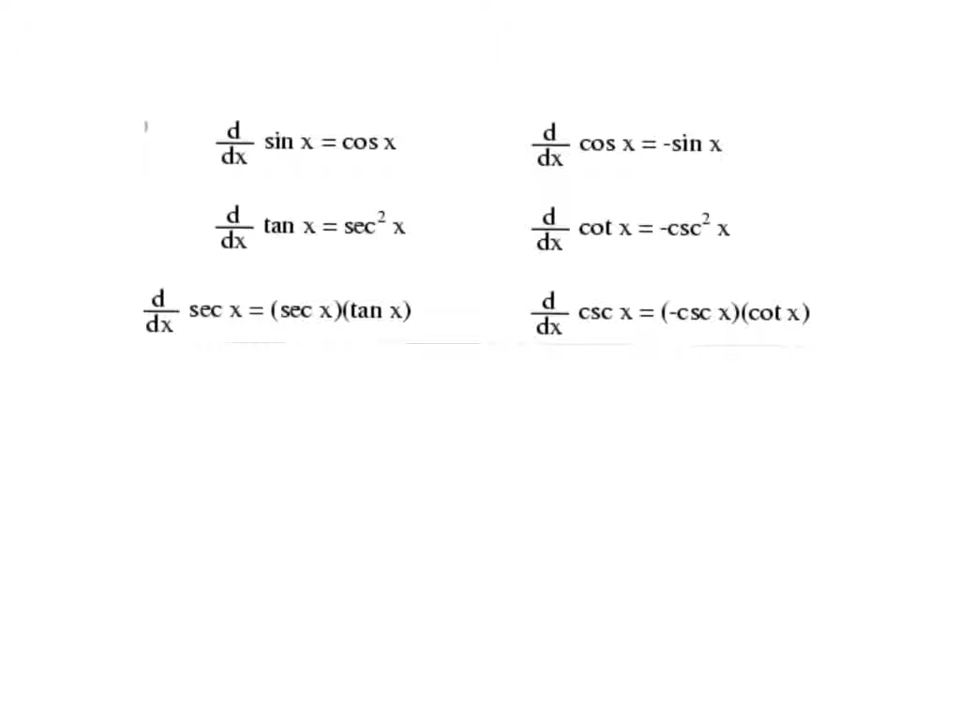 d/dx sin x = cos x
d/dx cos x = -sin x
d/dx tan x = sec² x
d/dx cot x = -csc² x
d/dx sec x = (sec x)(tan x)
d/dx csc x = (-csc x)(cot x)